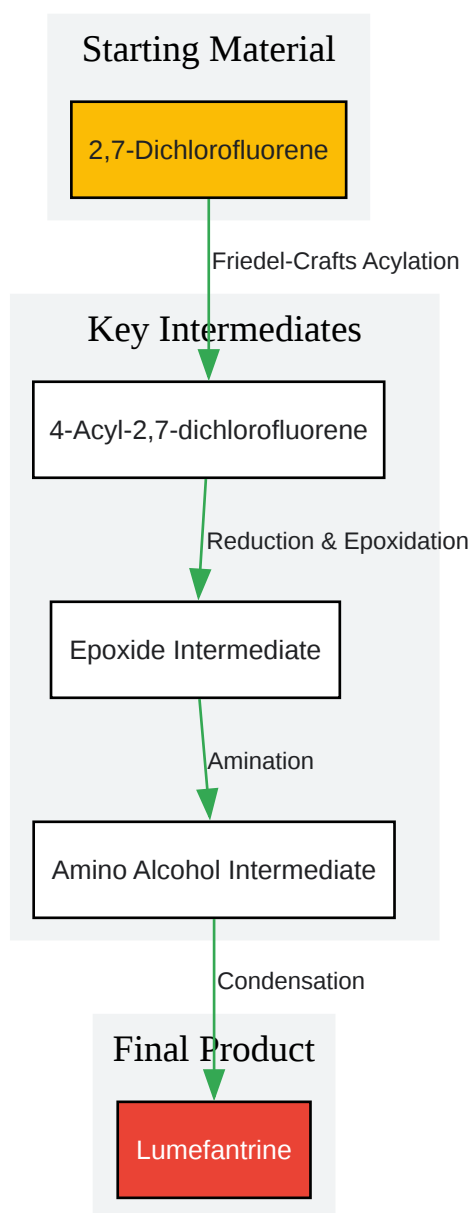 Starting Material
2,7-Dichlorofluorene
Friedel-Crafts Acylation
Key Intermediates
4-Acyl-2,7-dichlorofluorene
Reduction & Epoxidation
Epoxide Intermediate
Amination
Amino Alcohol Intermediate
Condensation
Final Product
Lumefantrine